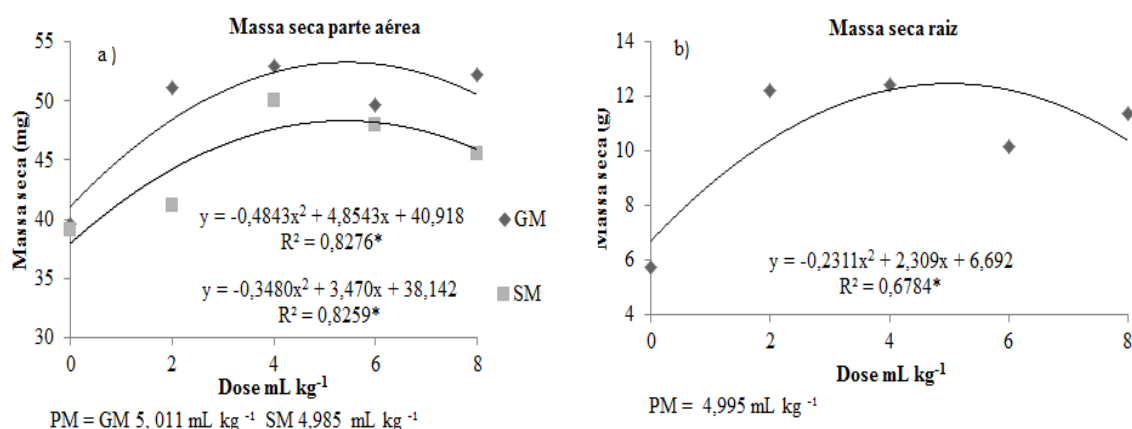 Massa seca parte aérea
a )
55
50
45
40
35
30
Massa seca (mg)
y = -0,4843x² + 4,8543x + 40,918
R² = 0,8276*
y = -0,3480x² + 3,470x + 38,142
R² = 0,8259*
GM
SM
0 2 4 6 8
Dose mL kg⁻¹
PM = GM 5, 011 mL kg ⁻¹ SM 4,985 mL kg ⁻¹
Massa seca raiz
b )
14
12
10
8
6
4
Massa seca (g)
y = -0,2311x² + 2,309x + 6,692
R² = 0,6784*
0 2 4 6 8
Dose mL kg⁻¹
PM = 4,995 mL kg ⁻¹